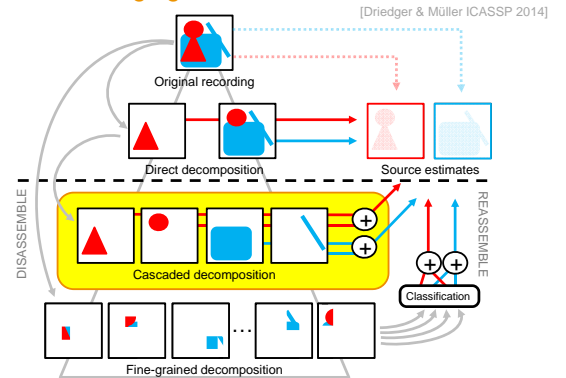 [Driedger & Müller ICASSP 2014]
Original recording
Direct decomposition
Source estimates
DISASSEMBLE
REASSEMBLE
+
+
Cascaded decomposition
+ +
Classification
...
Fine-grained decomposition